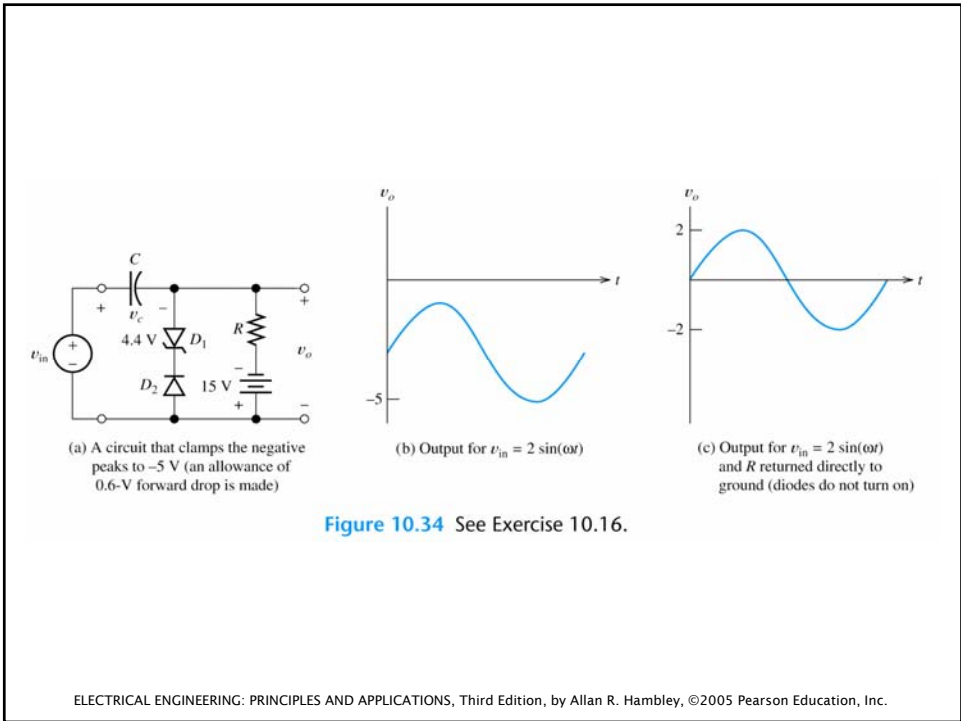 C
+
v_c
−
4.4 V
D₁
D₂
R
−
15 V
+
v_in
+
−
+
v_o
−
(a) A circuit that clamps the negative
peaks to –5 V (an allowance of
0.6-V forward drop is made)
v_o
t
–5
(b) Output for v_in = 2 sin(ωt)
v_o
2
t
–2
(c) Output for v_in = 2 sin(ωt)
and R returned directly to
ground (diodes do not turn on)
Figure 10.34 See Exercise 10.16.
ELECTRICAL ENGINEERING: PRINCIPLES AND APPLICATIONS, Third Edition, by Allan R. Hambley, ©2005 Pearson Education, Inc.